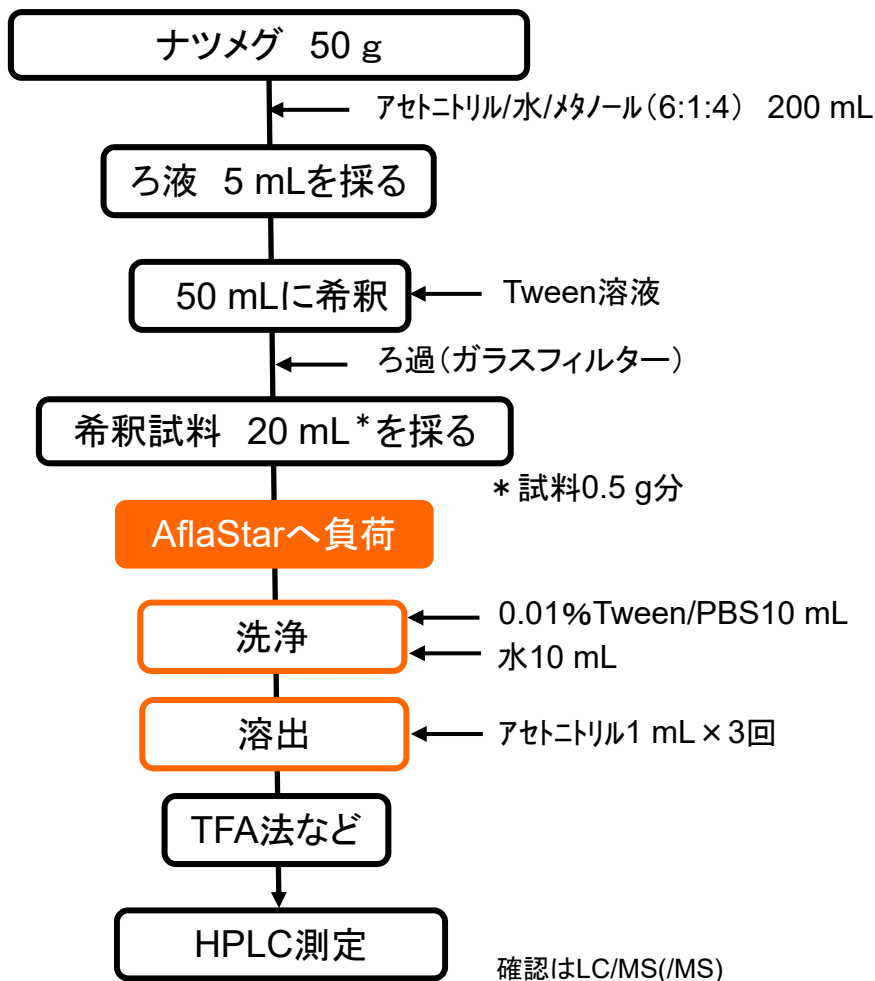 ナツメグ 50 g
アセトニトリル/水/メタノール(6:1:4) 200 mL
ろ液 5 mLを採る
50 mLに希釈
Tween溶液
ろ過(ガラスフィルター)
希釈試料 20 mL*を採る
*試料0.5 g分
AflaStarへ負荷
洗浄
0.01%Tween/PBS10 mL
水10 mL
溶出
アセトニトリル1 mL×3回
TFA法など
HPLC測定
確認はLC/MS(/MS)